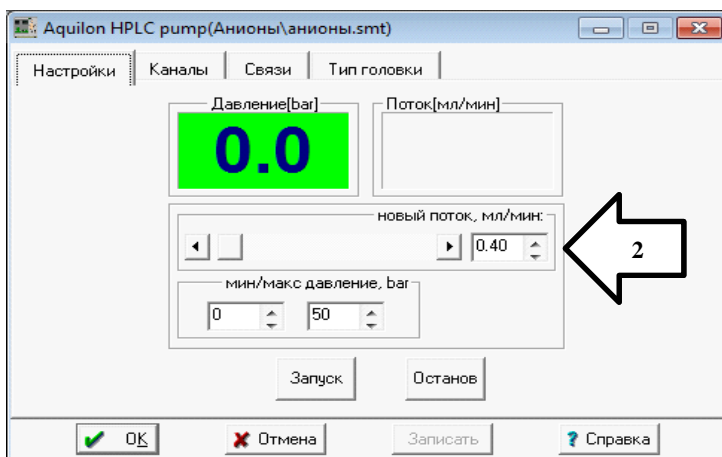 Aquilon HPLC pump(Анионы\анионы.smt)
Настройки Каналы Связи Тип головки
Давление[bar] Поток[мл/мин]
0.0
новый поток, мл/мин:
0.40
2
мин/макс давление, bar
0 50
Запуск Останов
OK Отмена Записать ? Справка